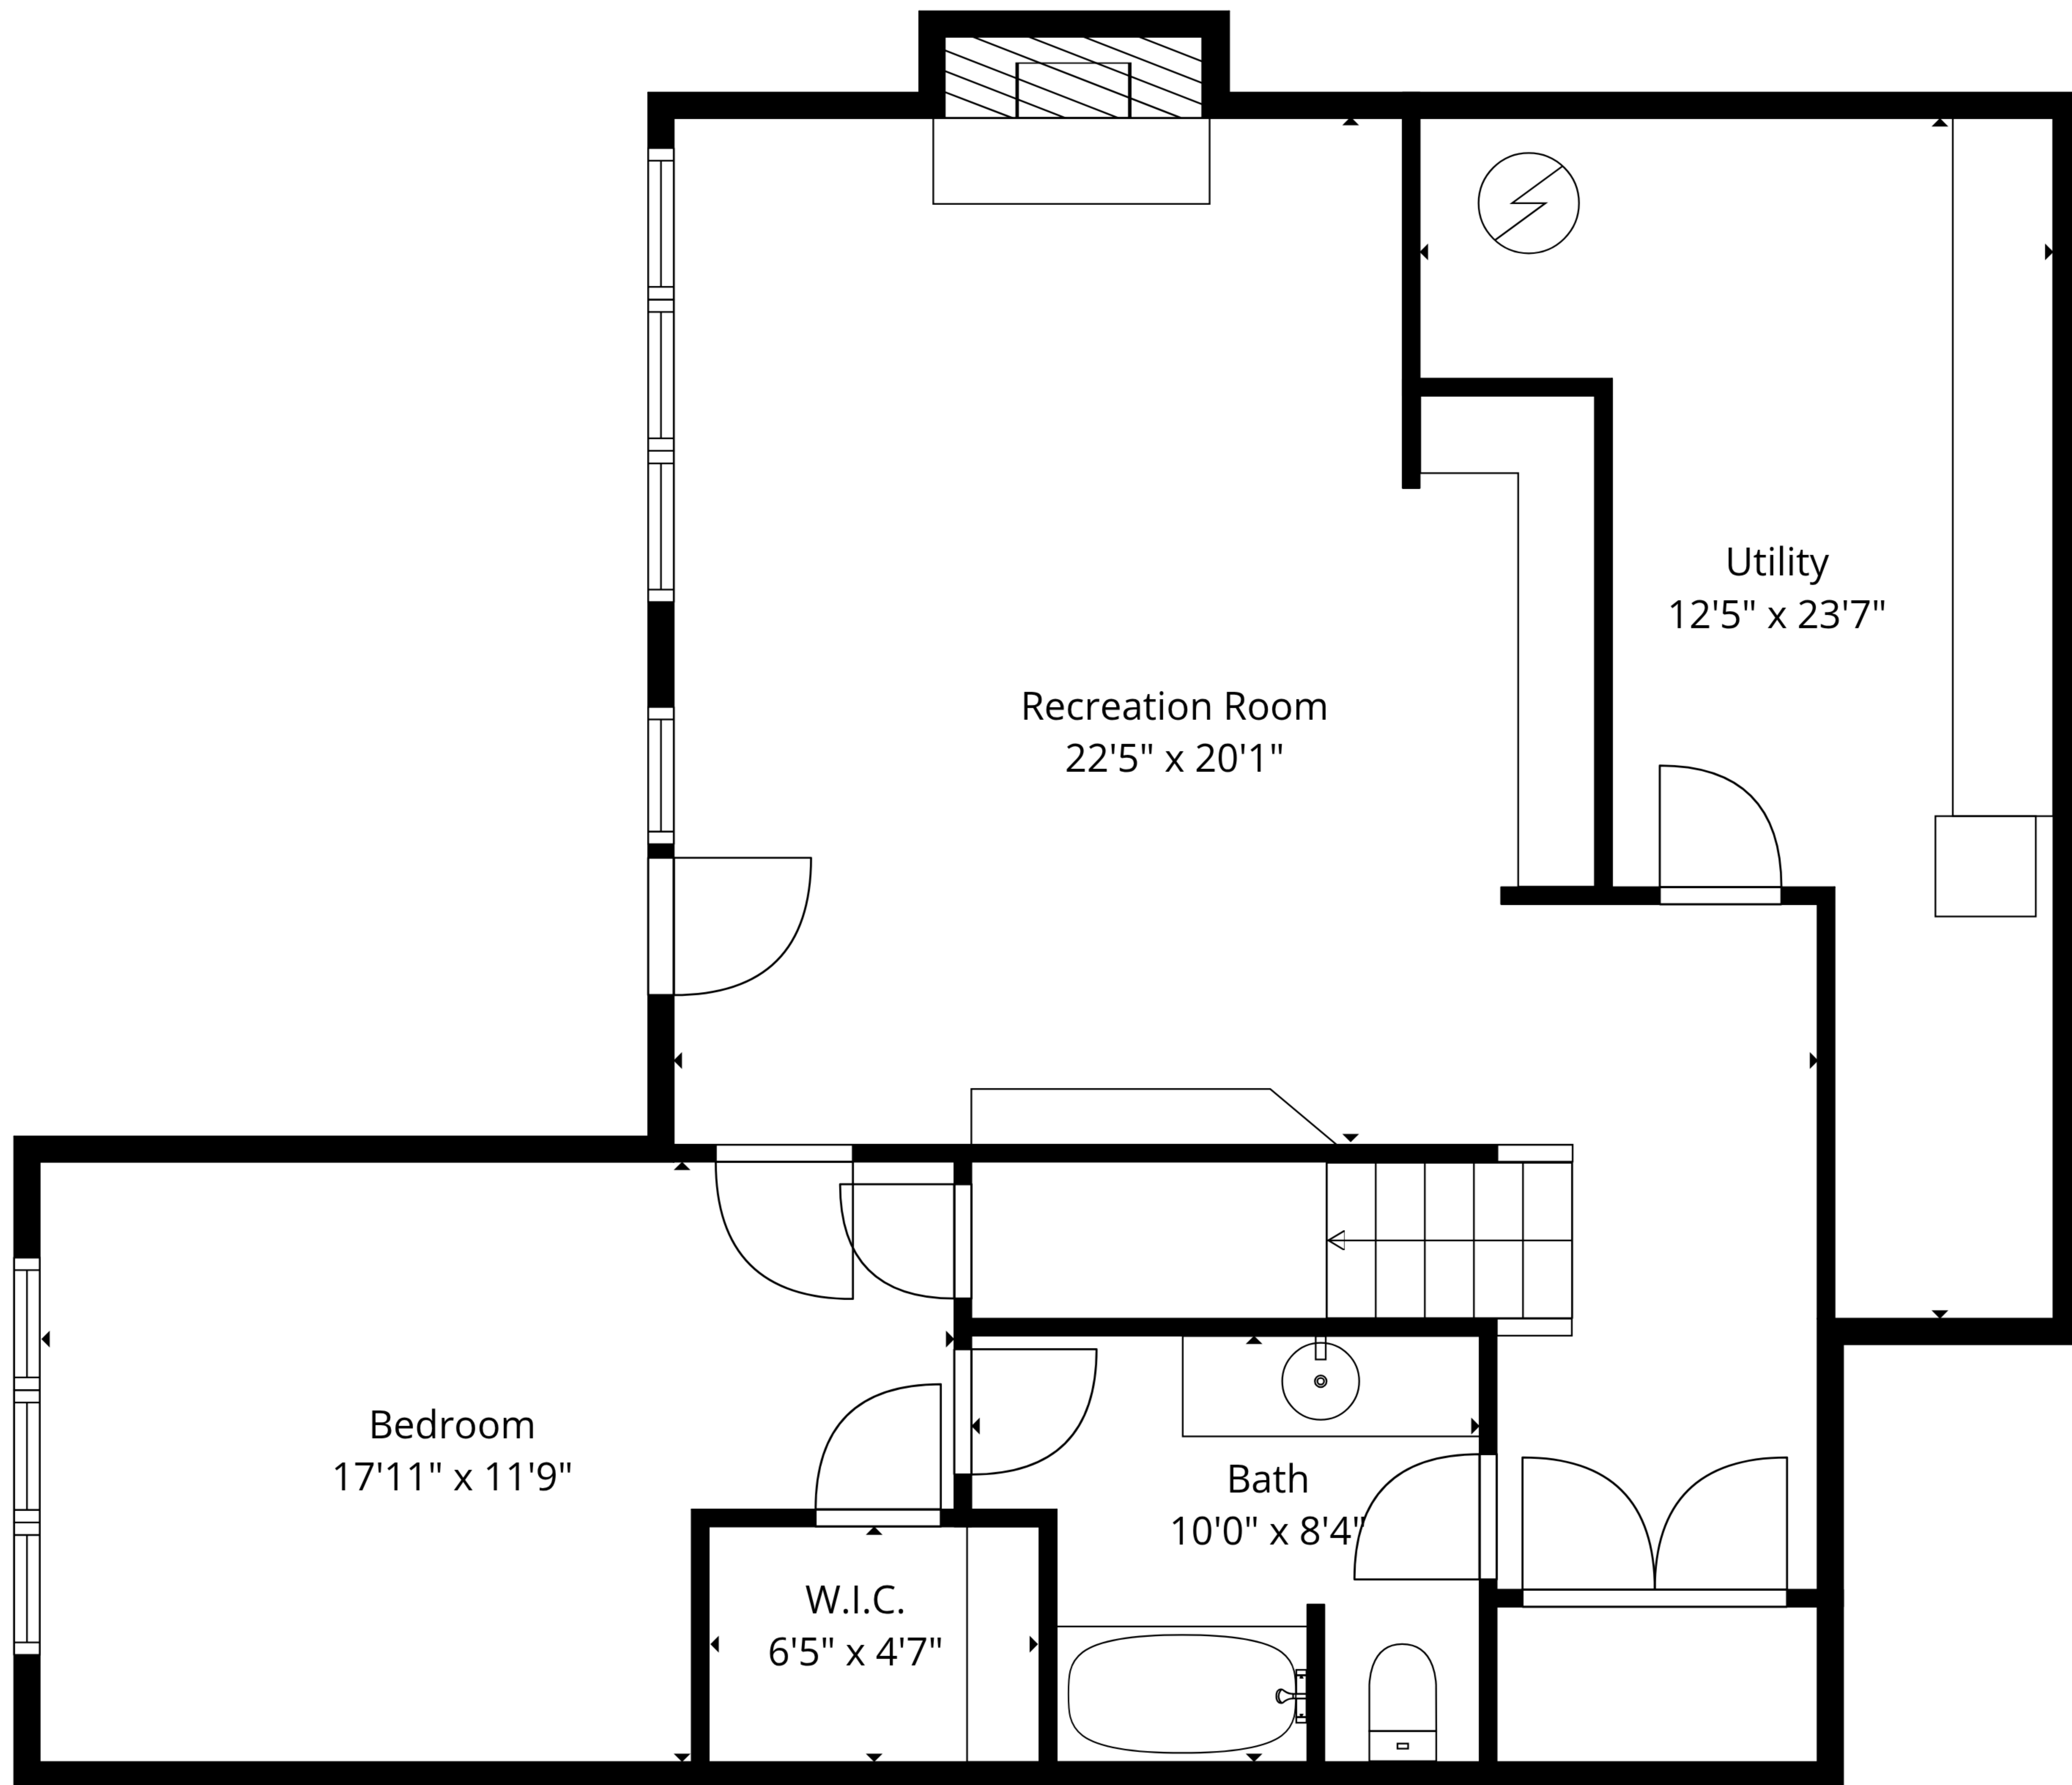 Utility
12'5" x 23'7"
Recreation Room
22'5" x 20'1"
Bedroom
17'11" x 11'9"
Bath
10'0" x 8'4"
W.I.C.
6'5" x 4'7"